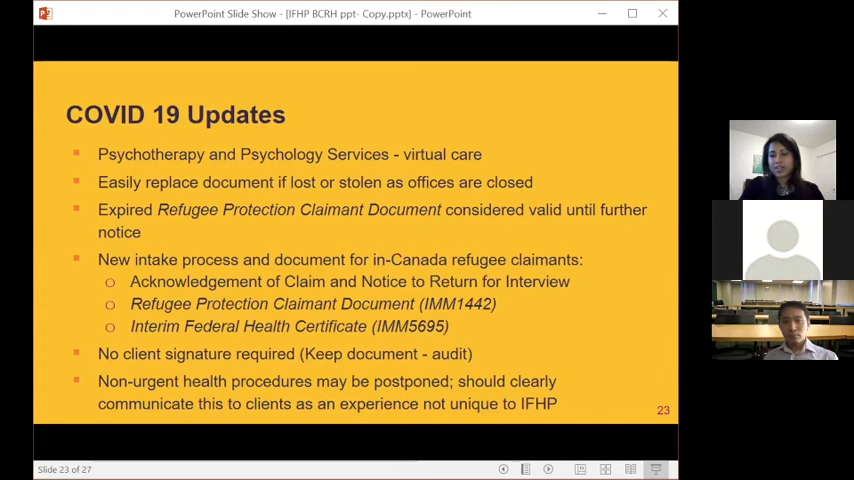 PowerPoint Slide Show - [IFHP BCRH ppt- Copy.pptx] - PowerPoint
COVID 19 Updates
Psychotherapy and Psychology Services - virtual care
Easily replace document if lost or stolen as offices are closed
Expired Refugee Protection Claimant Document considered valid until further
notice
New intake process and document for in-Canada refugee claimants:
Acknowledgement of Claim and Notice to Return for Interview
Refugee Protection Claimant Document (IMM1442)
Interim Federal Health Certificate (IMM5695)
No client signature required (Keep document - audit)
Non-urgent health procedures may be postponed; should clearly
communicate this to clients as an experience not unique to IFHP
23
Slide 23 of 27